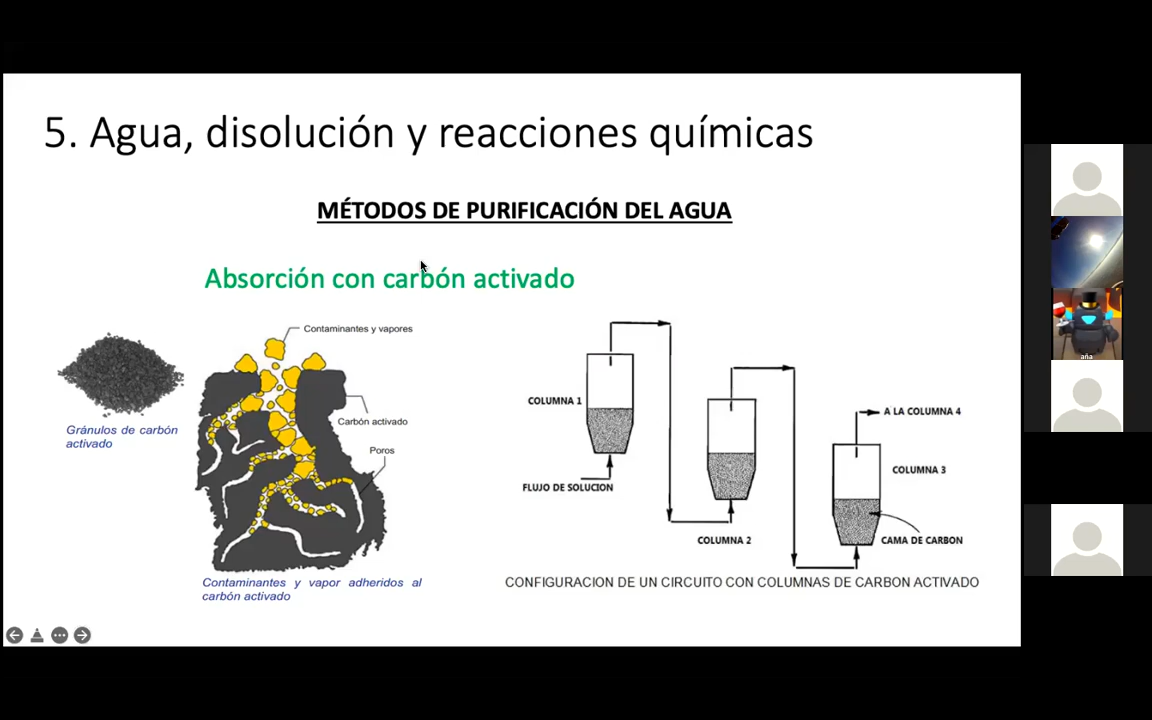 5. Agua, disolución y reacciones químicas
MÉTODOS DE PURIFICACIÓN DEL AGUA
Absorción con carbón activado
Contaminantes y vapores
Carbón activado
Poros
Gránulos de carbón
activado
Contaminantes y vapor adheridos al
carbón activado
COLUMNA 1
FLUJO DE SOLUCION
COLUMNA 2
A LA COLUMNA 4
COLUMNA 3
CAMA DE CARBON
CONFIGURACION DE UN CIRCUITO CON COLUMNAS DE CARBON ACTIVADO
aña